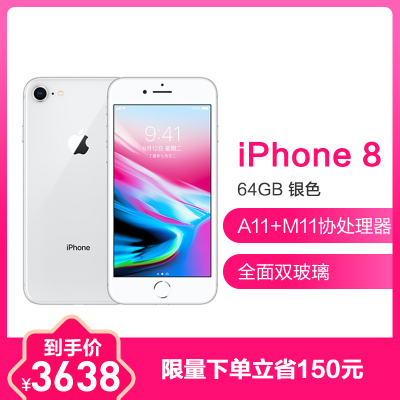 iPhone 8
64GB 银色
A11+M11协处理器
全面双玻璃
iPhone
9:41
到手价
¥3638
限量下单立省150元